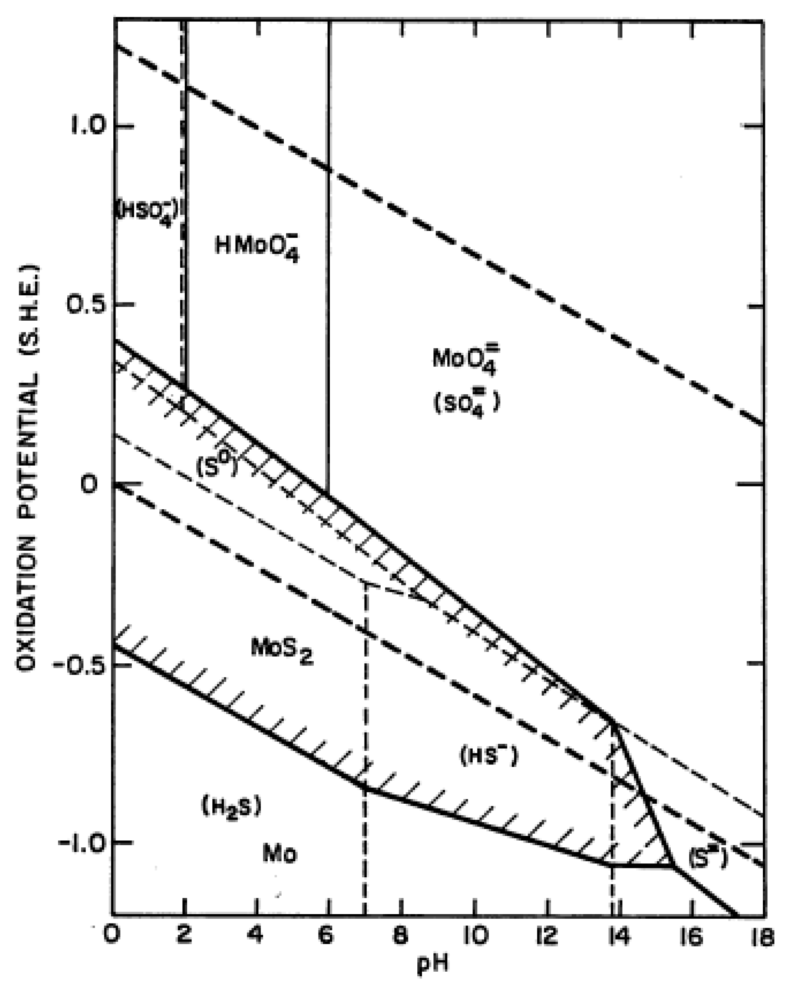 OXIDATION POTENTIAL (S.H.E.)
1.0
0.5
0
-0.5
-1.0
(HSO₄⁻)
HMoO₄⁻
MoO₄⁼
(SO₄⁼)
(S⁰)
MoS₂
(HS⁻)
(H₂S)
Mo
(S⁼)
0 2 4 6 8 10 12 14 16 18
pH